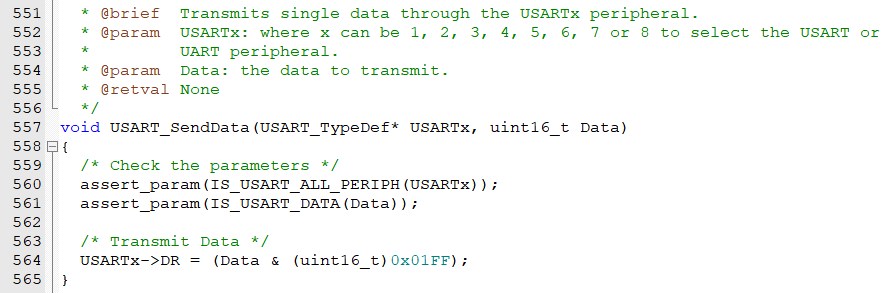 551 * @brief Transmits single data through the USARTx peripheral.
552 * @param USARTx: where x can be 1, 2, 3, 4, 5, 6, 7 or 8 to select the USART or
553 * UART peripheral.
554 * @param Data: the data to transmit.
555 * @retval None
556 */
557 void USART_SendData(USART_TypeDef* USARTx, uint16_t Data)
558 {
559 /* Check the parameters */
560 assert_param(IS_USART_ALL_PERIPH(USARTx));
561 assert_param(IS_USART_DATA(Data));
562
563 /* Transmit Data */
564 USARTx->DR = (Data & (uint16_t)0x01FF);
565 }